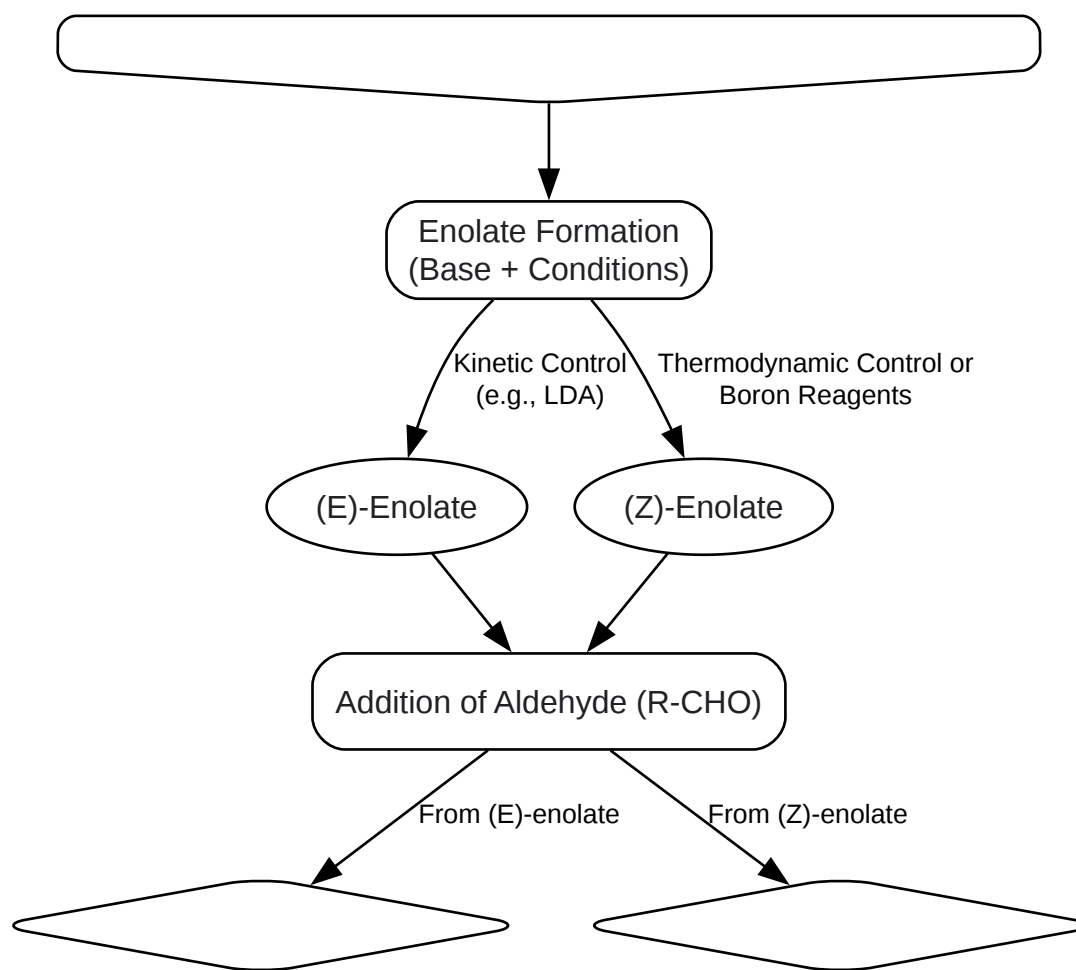 Enolate Formation
(Base + Conditions)
Kinetic Control
(e.g., LDA)
Thermodynamic Control or
Boron Reagents
(E)-Enolate
(Z)-Enolate
Addition of Aldehyde (R-CHO)
From (E)-enolate
From (Z)-enolate